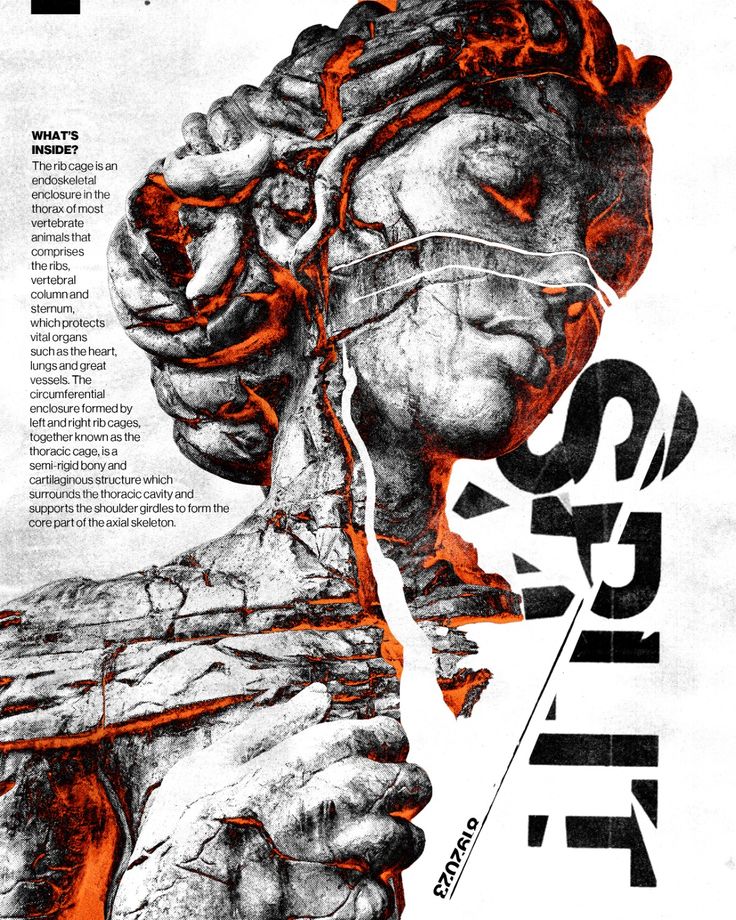 WHAT'S
INSIDE?
The rib cage is an
endoskeletal
enclosure in the
thorax of most
vertebrate
animals that
comprises
the ribs,
vertebral
column and
sternum,
which protects
vital organs
such as the heart,
lungs and great
vessels. The
circumferential
enclosure formed by
left and right rib cages,
together known as the
thoracic cage, is a
semi-rigid bony and
cartilaginous structure which
surrounds the thoracic cavity and
supports the shoulder girdles to form the
core part of the axial skeleton.
SPLIT
8192023